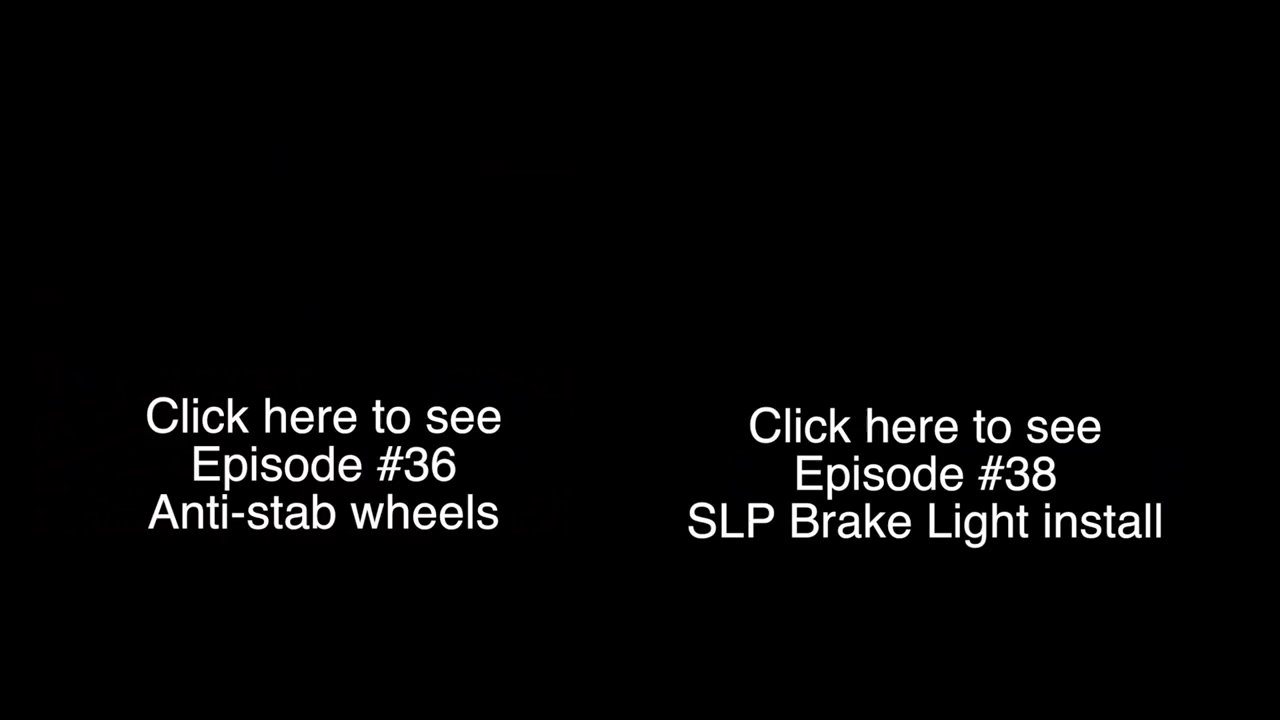 Click here to see
Episode #36
Anti-stab wheels
Click here to see
Episode #38
SLP Brake Light install